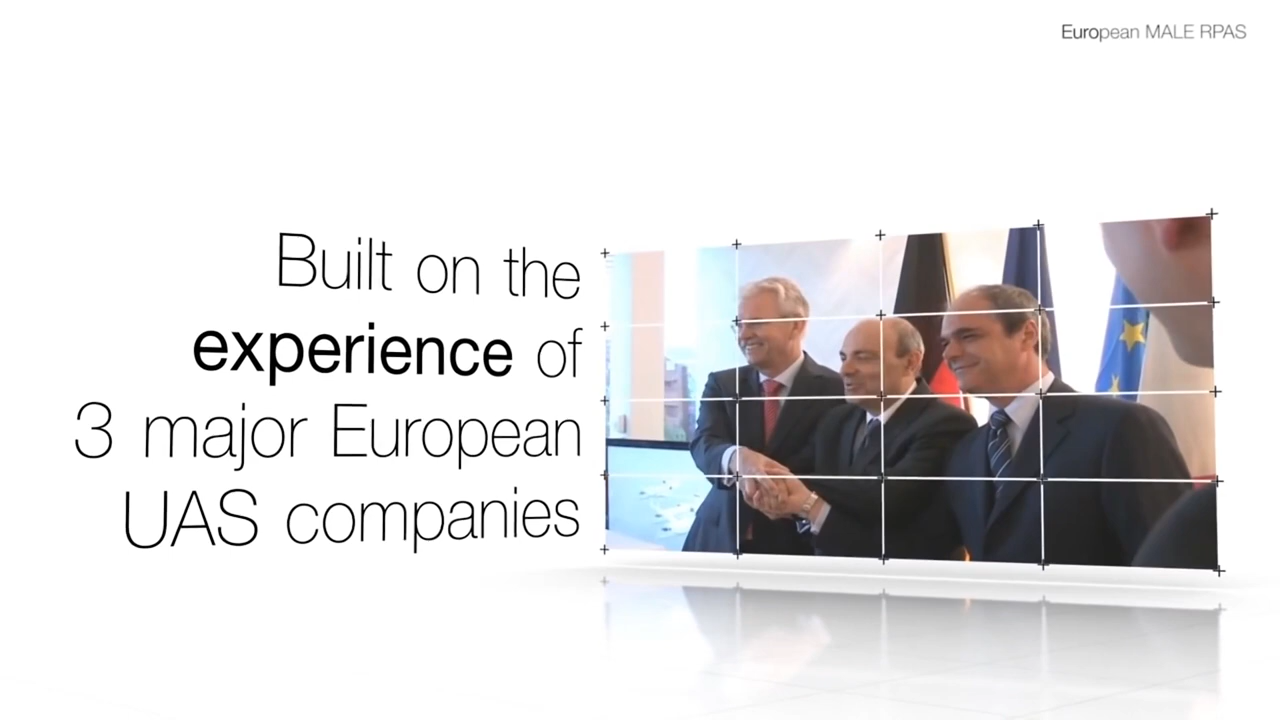 European MALE RPAS
Built on the
experience of
3 major European
UAS companies